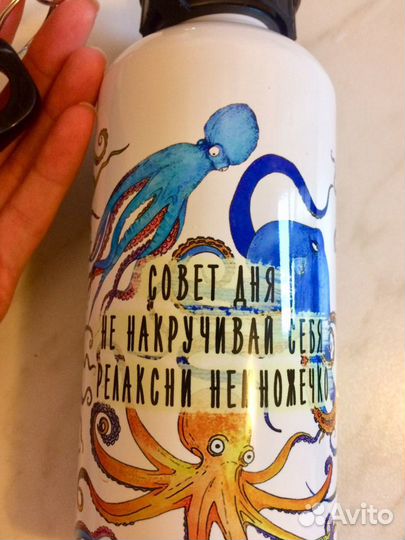 СОВЕТ ДНЯ
НЕ НАКРУЧИВАЙ СЕБЯ
РЕЛАКСНИ НЕМНОЖЕЧКО
Avito